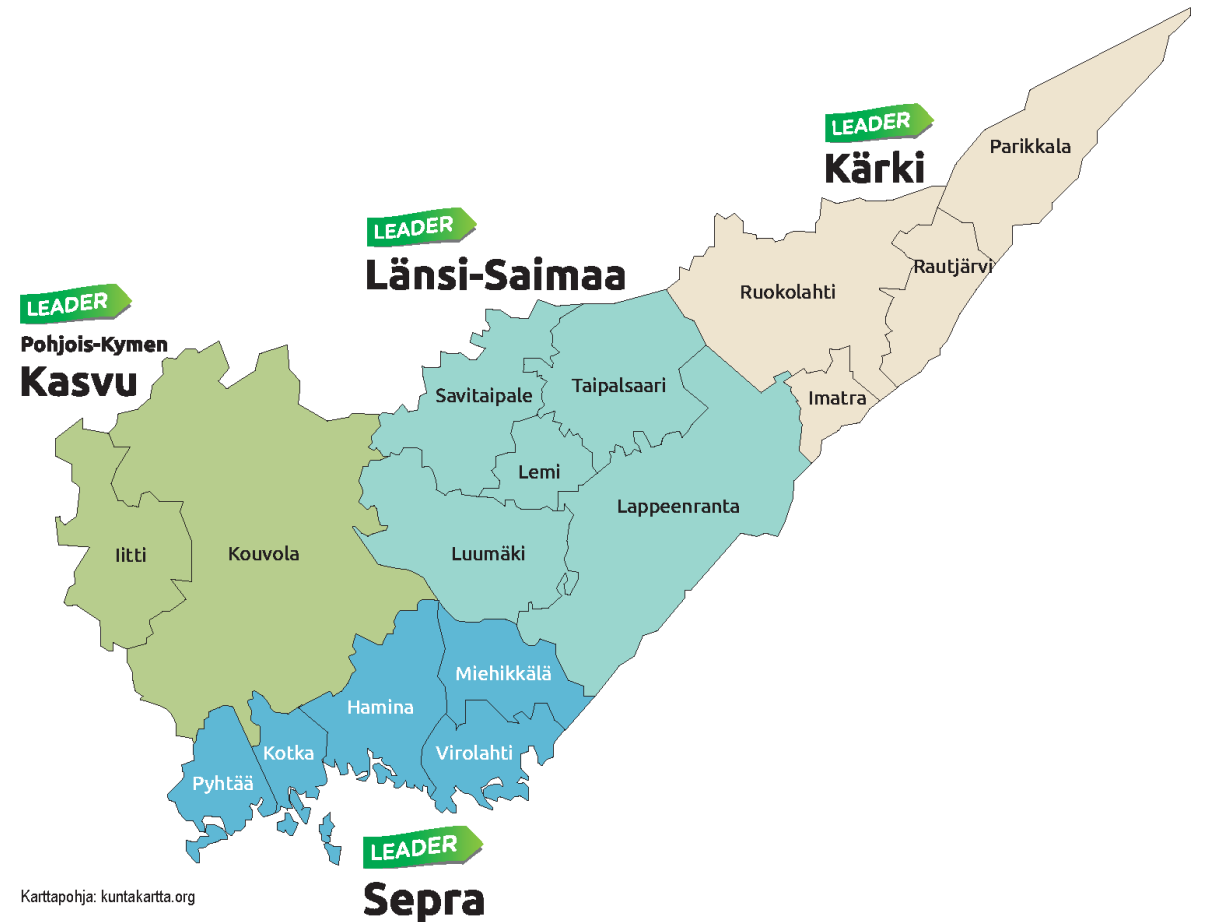 LEADER
Kärki
Parikkala
Rautjärvi
Ruokolahti
Imatra
LEADER
Länsi-Saimaa
Savitaipale
Taipalsaari
Lemi
Lappeenranta
Luumäki
LEADER
Pohjois-Kymen
Kasvu
Iitti
Kouvola
Miehikkälä
Hamina
Virolahti
Kotka
Pyhtää
LEADER
Sepra
Karttapohja: kuntakartta.org